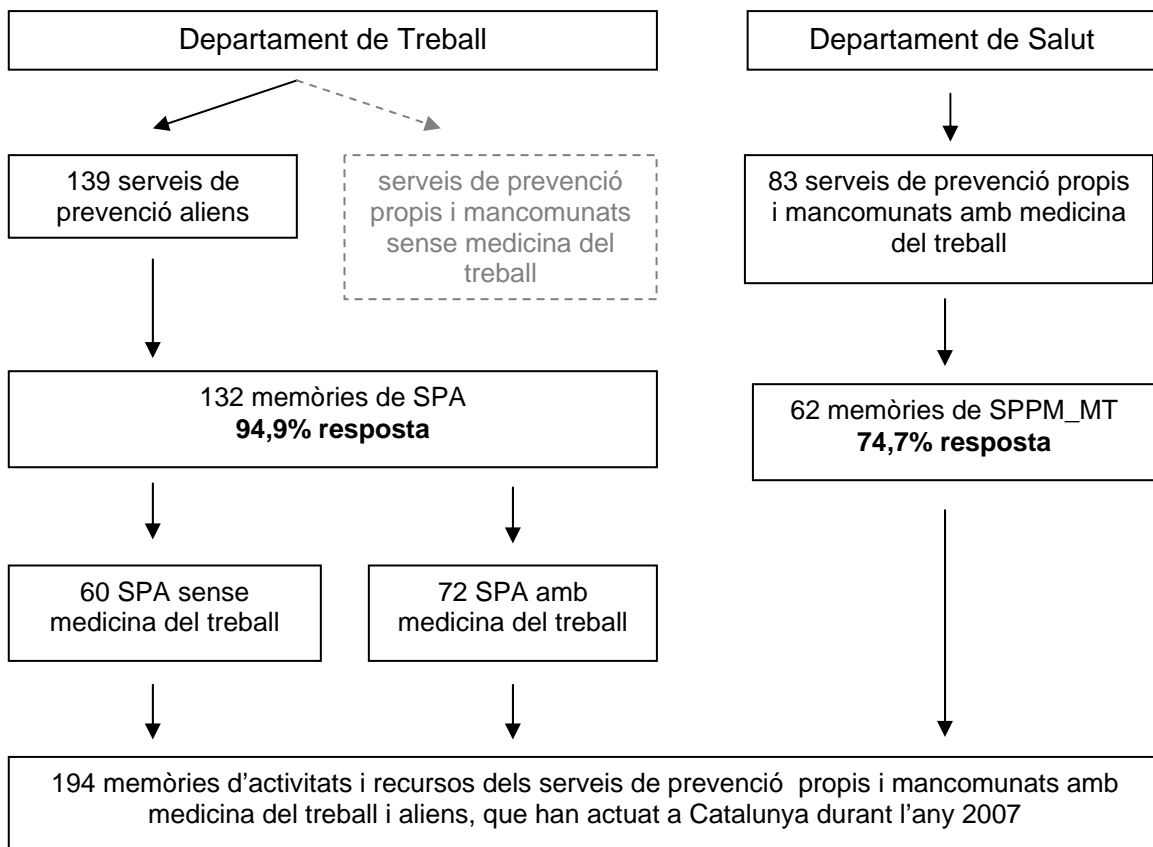 Departament de Treball
Departament de Salut
139 serveis de
prevenció aliens
serveis de prevenció
propis i mancomunats
sense medicina del
treball
83 serveis de prevenció propis
i mancomunats amb medicina
del treball
132 memòries de SPA
94,9% resposta
62 memòries de SPPM_MT
74,7% resposta
60 SPA sense
medicina del treball
72 SPA amb
medicina del treball
194 memòries d’activitats i recursos dels serveis de prevenció propis i mancomunats amb
medicina del treball i aliens, que han actuat a Catalunya durant l’any 2007